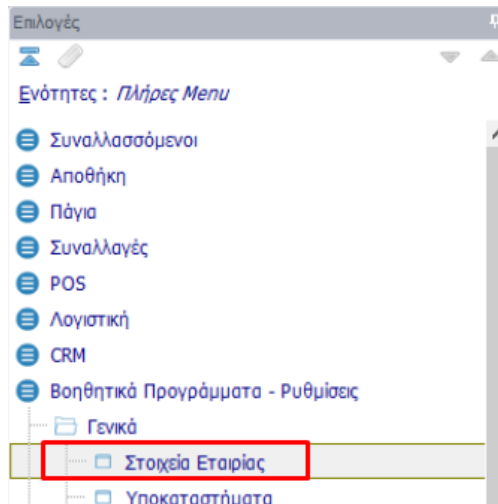 Επιλογές
Ενότητες : Πλήρες Menu
Συναλλασσόμενοι
Αποθήκη
Πάγια
Συναλλαγές
POS
Λογιστική
CRM
Βοηθητικά Προγράμματα - Ρυθμίσεις
Γενικά
Στοιχεία Εταιρίας
Υποκαταστήματα